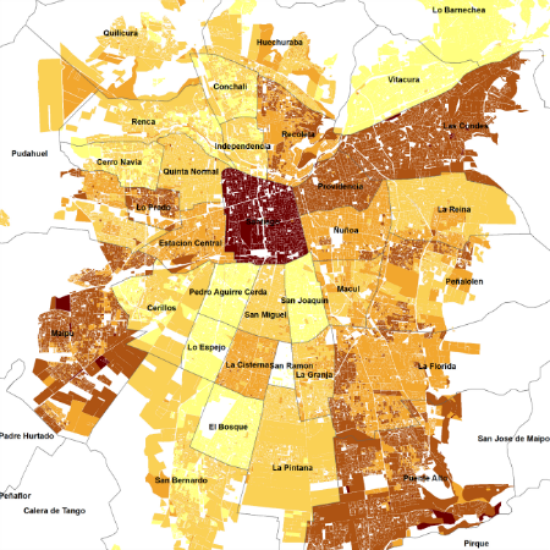 Lo Barnechea
Quilicura
Huechuraba
Vitacura
Conchali
Renca
Las Condes
Recoleta
Independencia
Pudahuel
Cerro Navia
Quinta Normal
Providencia
Lo Prado
La Reina
Ñuñoa
Estacion Central
Peñalolen
Pedro Aguirre Cerda
Macul
San Joaquin
Cerrillos
San Miguel
Maipu
Lo Espejo
La Cisterna
San Ramon
La Florida
La Granja
El Bosque
Padre Hurtado
San Jose de Maipo
La Pintana
Puente Alto
San Bernardo
Peñaflor
Calera de Tango
Pirque